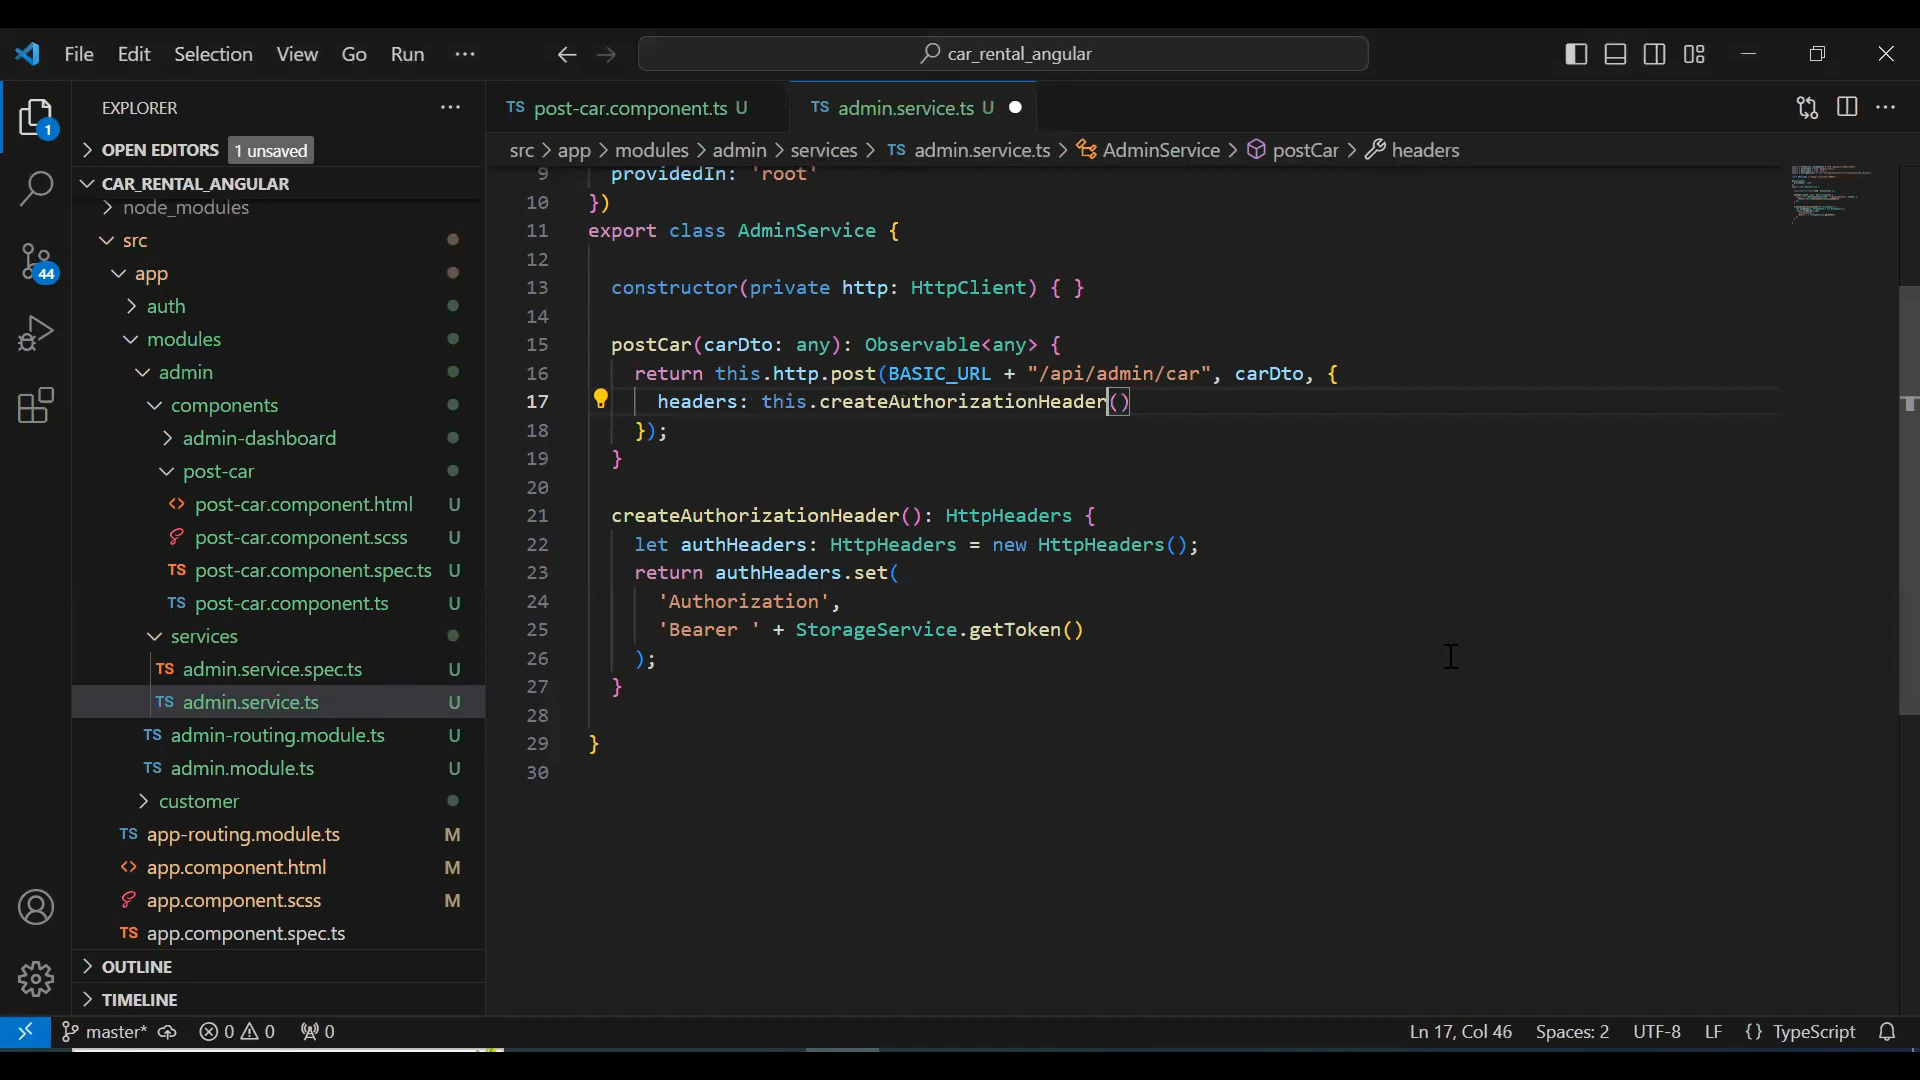 File Edit Selection View Go Run ···
car_rental_angular
EXPLORER
OPEN EDITORS 1 unsaved
CAR_RENTAL_ANGULAR
node_modules
src
app
auth
modules
admin
components
admin-dashboard
post-car
post-car.component.html U
post-car.component.scss U
TS post-car.component.spec.ts U
TS post-car.component.ts U
services
TS admin.service.spec.ts U
TS admin.service.ts U
TS admin-routing.module.ts U
TS admin.module.ts U
customer
TS app-routing.module.ts M
app.component.html M
app.component.scss M
TS app.component.spec.ts
OUTLINE
TIMELINE
1
44
TS post-car.component.ts U TS admin.service.ts U
src > app > modules > admin > services > TS admin.service.ts > AdminService > postCar > headers
9 providedIn: 'root'
10 })
11 export class AdminService {
12
13 constructor(private http: HttpClient) { }
14
15 postCar(carDto: any): Observable<any> {
16 return this.http.post(BASIC_URL + "/api/admin/car", carDto, {
17 headers: this.createAuthorizationHeader()
18 });
19 }
20
21 createAuthorizationHeader(): HttpHeaders {
22 let authHeaders: HttpHeaders = new HttpHeaders();
23 return authHeaders.set(
24 'Authorization',
25 'Bearer ' + StorageService.getToken()
26 );
27 }
28
29 }
30
master* 0 0 0 Ln 17, Col 46 Spaces: 2 UTF-8 LF {} TypeScript